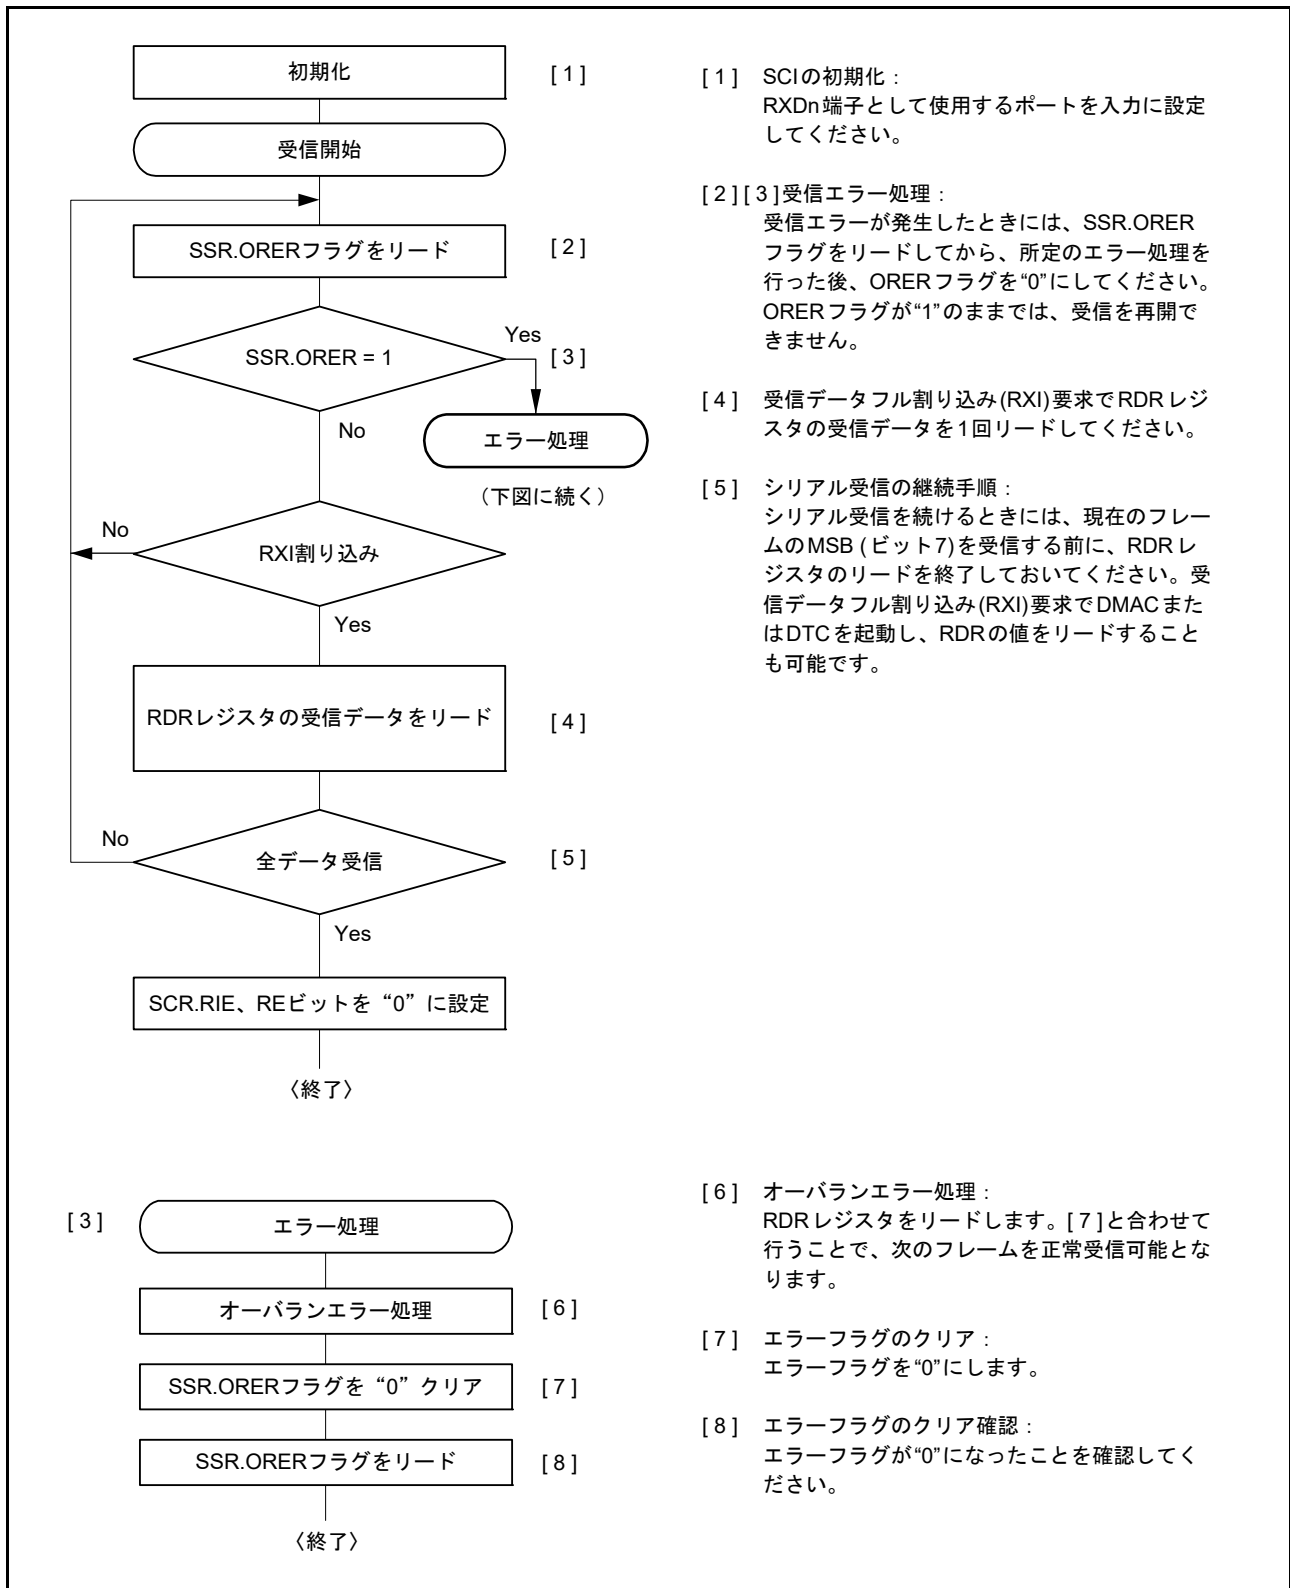 初期化 [ 1 ]
受信開始
SSR.ORERフラグをリード [ 2 ]
SSR.ORER = 1
Yes
[ 3 ]
No
エラー処理
（下図に続く）
No
RXI割り込み
Yes
RDRレジスタの受信データをリード [ 4 ]
No
全データ受信 [ 5 ]
Yes
SCR.RIE、REビットを“0”に設定
〈終了〉
[ 1 ] SCIの初期化：
RXDn端子として使用するポートを入力に設定
してください。
[ 2 ][ 3 ]受信エラー処理：
受信エラーが発生したときには、SSR.ORER
フラグをリードしてから、所定のエラー処理を
行った後、ORERフラグを“0”にしてください。
ORERフラグが“1”のままでは、受信を再開で
きません。
[ 4 ] 受信データフル割り込み(RXI)要求でRDRレジ
スタの受信データを1回リードしてください。
[ 5 ] シリアル受信の継続手順：
シリアル受信を続けるときには、現在のフレー
ムのMSB (ビット7)を受信する前に、RDRレ
ジスタのリードを終了しておいてください。受
信データフル割り込み(RXI)要求でDMACまた
はDTCを起動し、RDRの値をリードすること
も可能です。
[ 3 ] エラー処理
オーバランエラー処理 [ 6 ]
SSR.ORERフラグを“0”クリア [ 7 ]
SSR.ORERフラグをリード [ 8 ]
〈終了〉
[ 6 ] オーバランエラー処理：
RDRレジスタをリードします。[ 7 ]と合わせて
行うことで、次のフレームを正常受信可能とな
ります。
[ 7 ] エラーフラグのクリア：
エラーフラグを“0”にします。
[ 8 ] エラーフラグのクリア確認：
エラーフラグが“0”になったことを確認してく
ださい。